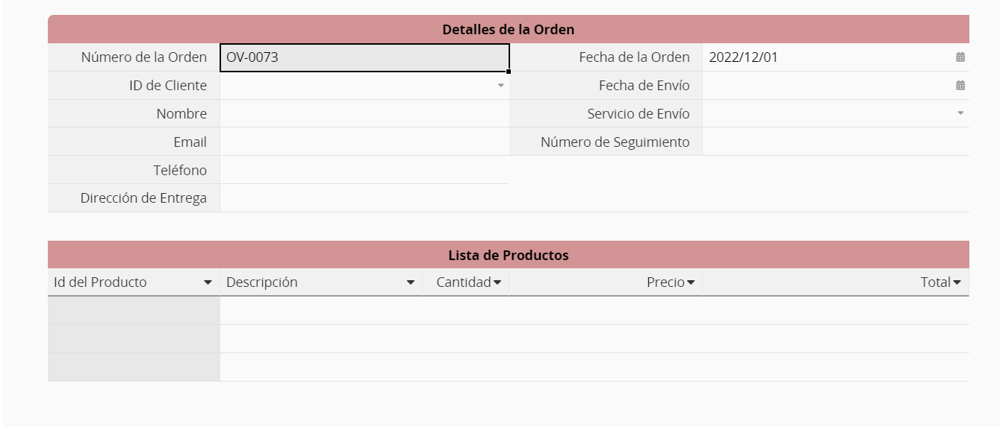 Detalles de la Orden
Número de la Orden OV-0073 Fecha de la Orden 2022/12/01
ID de Cliente Fecha de Envío
Nombre Servicio de Envío
Email Número de Seguimiento
Teléfono
Dirección de Entrega
Lista de Productos
Id del Producto Descripción Cantidad Precio Total